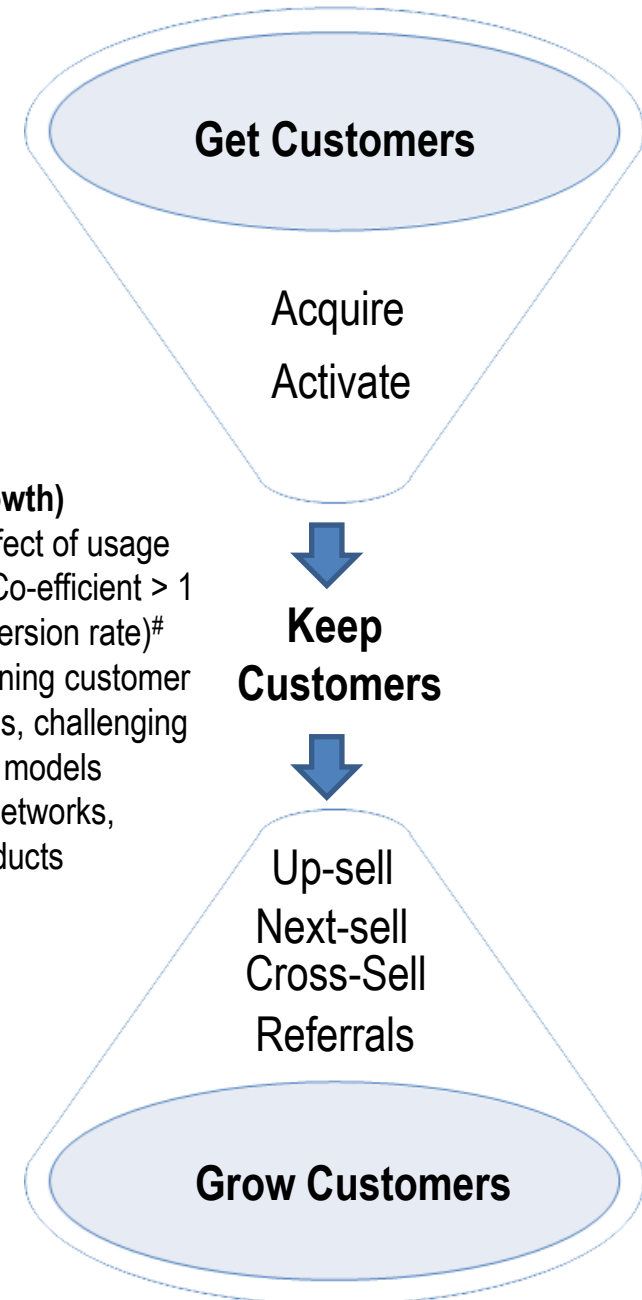 Get Customers
Acquire
Activate
owth)
fect of usage
Co-efficient > 1
ersion rate)#
ning customer
s, challenging
models
etworks,
ducts
Keep
Customers
Up-sell
Next-sell
Cross-Sell
Referrals
Grow Customers